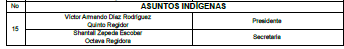 No ASUNTOS INDÍGENAS
15
Víctor Armando Díaz Rodríguez
Quinto Regidor
Presidente
Shantall Zepeda Escobar
Octava Regidora
Secretaria